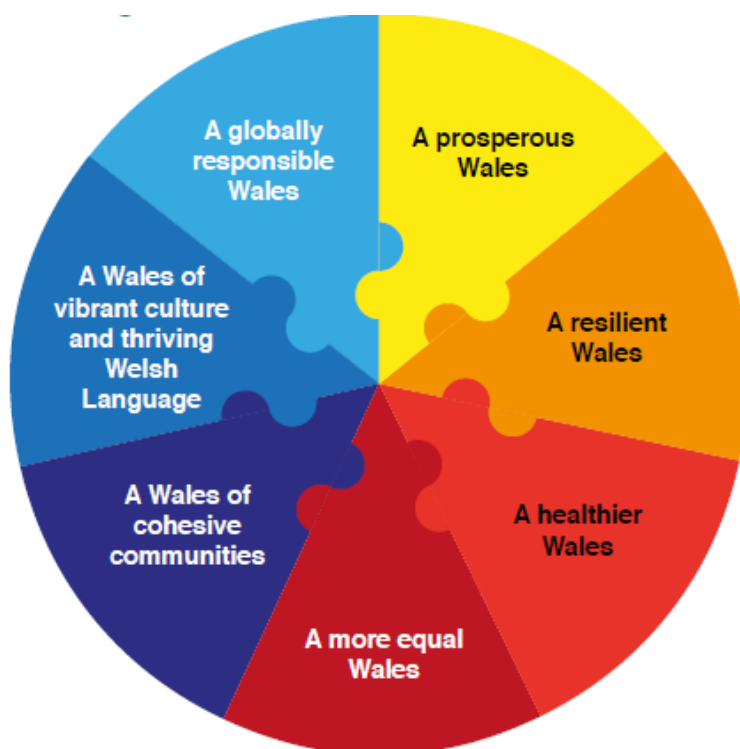 A prosperous
Wales
A resilient
Wales
A healthier
Wales
A more equal
Wales
A Wales of
cohesive
communities
A Wales of
vibrant culture
and thriving
Welsh
Language
A globally
responsible
Wales